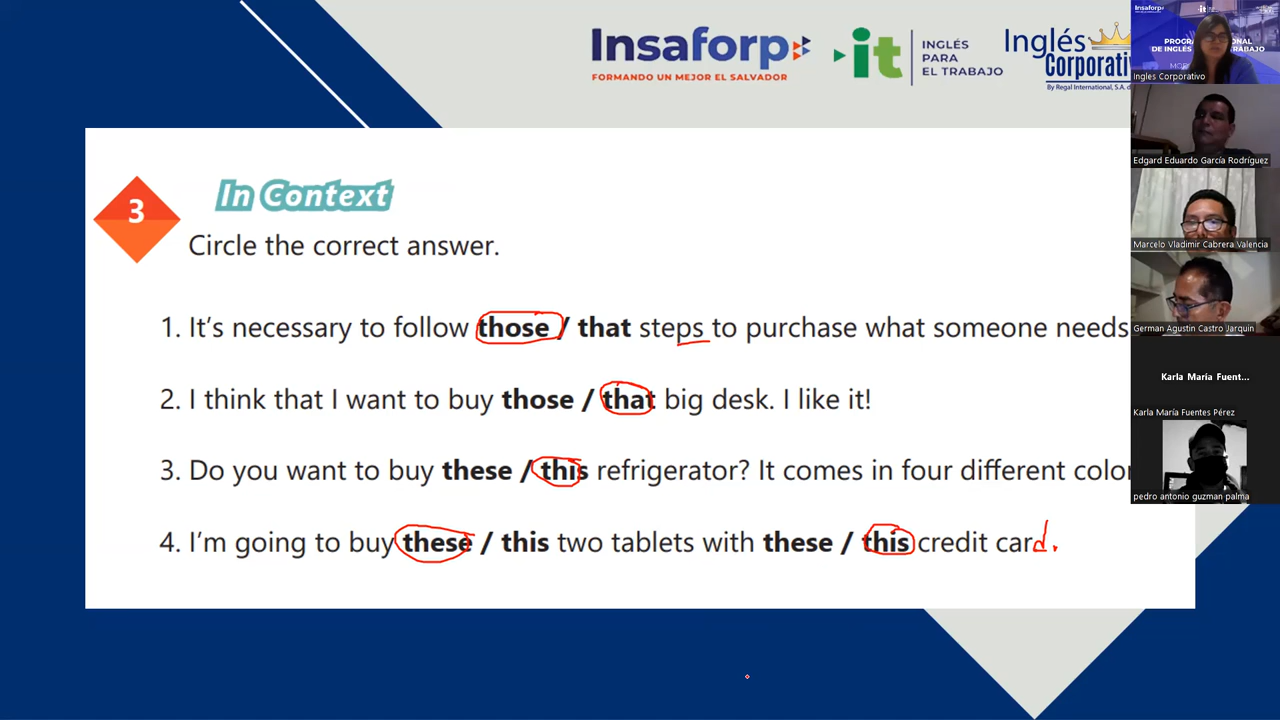 Insaforp
FORMANDO UN MEJOR EL SALVADOR
it
INGLÉS
PARA
EL TRABAJO
Inglés
Corporativ
By Regal International, S.A. d
3
In Context
Circle the correct answer.
1. It's necessary to follow those / that steps to purchase what someone needs
2. I think that I want to buy those / that big desk. I like it!
3. Do you want to buy these / this refrigerator? It comes in four different color
4. I'm going to buy these / this two tablets with these / this credit card.
Insaforp
it
DE INGLÉS
TRABAJO
Ingles Corporativo
Edgard Eduardo García Rodríguez
Marcelo Vladimir Cabrera Valencia
German Agustin Castro Jarquin
Karla María Fuent...
Karla María Fuentes Pérez
pedro antonio guzman palma